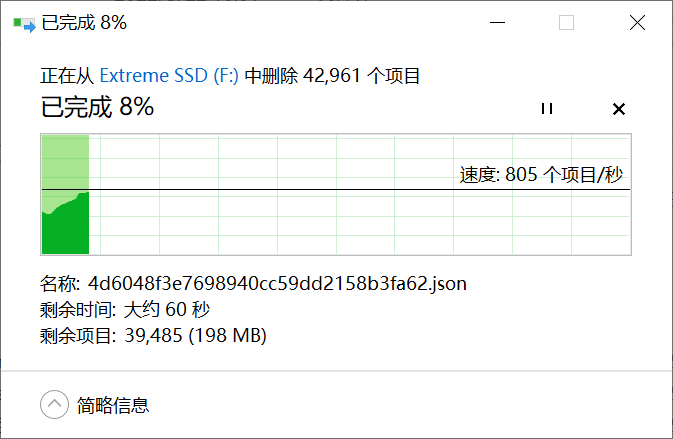 已完成 8%
正在从 Extreme SSD (F:) 中删除 42,961 个项目
已完成 8%
速度: 805 个项目/秒
名称: 4d6048f3e7698940cc59dd2158b3fa62.json
剩余时间: 大约 60 秒
剩余项目: 39,485 (198 MB)
简略信息